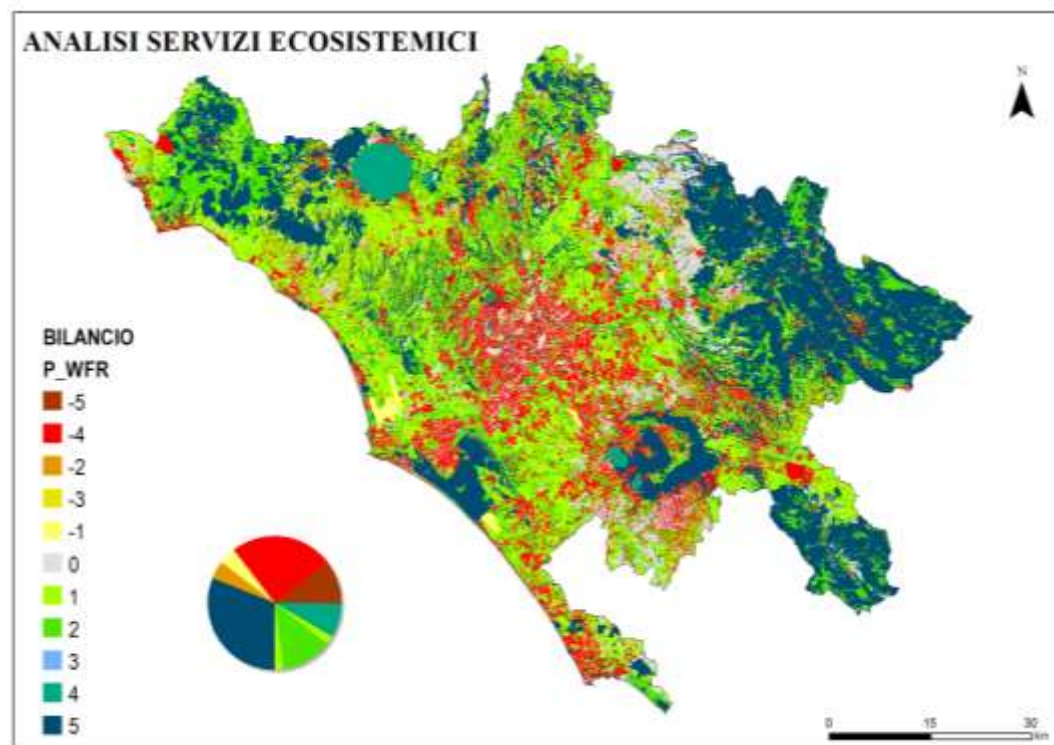 ANALISI SERVIZI ECOSISTEMICI
N
BILANCIO
P_WFR
-5
-4
-2
-3
-1
0
1
2
3
4
5
0 15 30
km